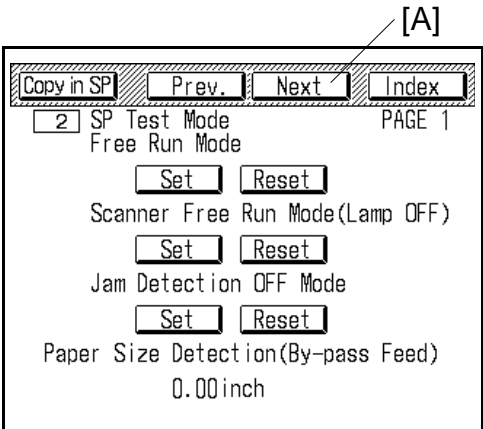 [A]
Copy in SP Prev. Next Index
2 SP Test Mode PAGE 1
Free Run Mode
Set Reset
Scanner Free Run Mode(Lamp OFF)
Set Reset
Jam Detection OFF Mode
Set Reset
Paper Size Detection(By-pass Feed)
0.00inch